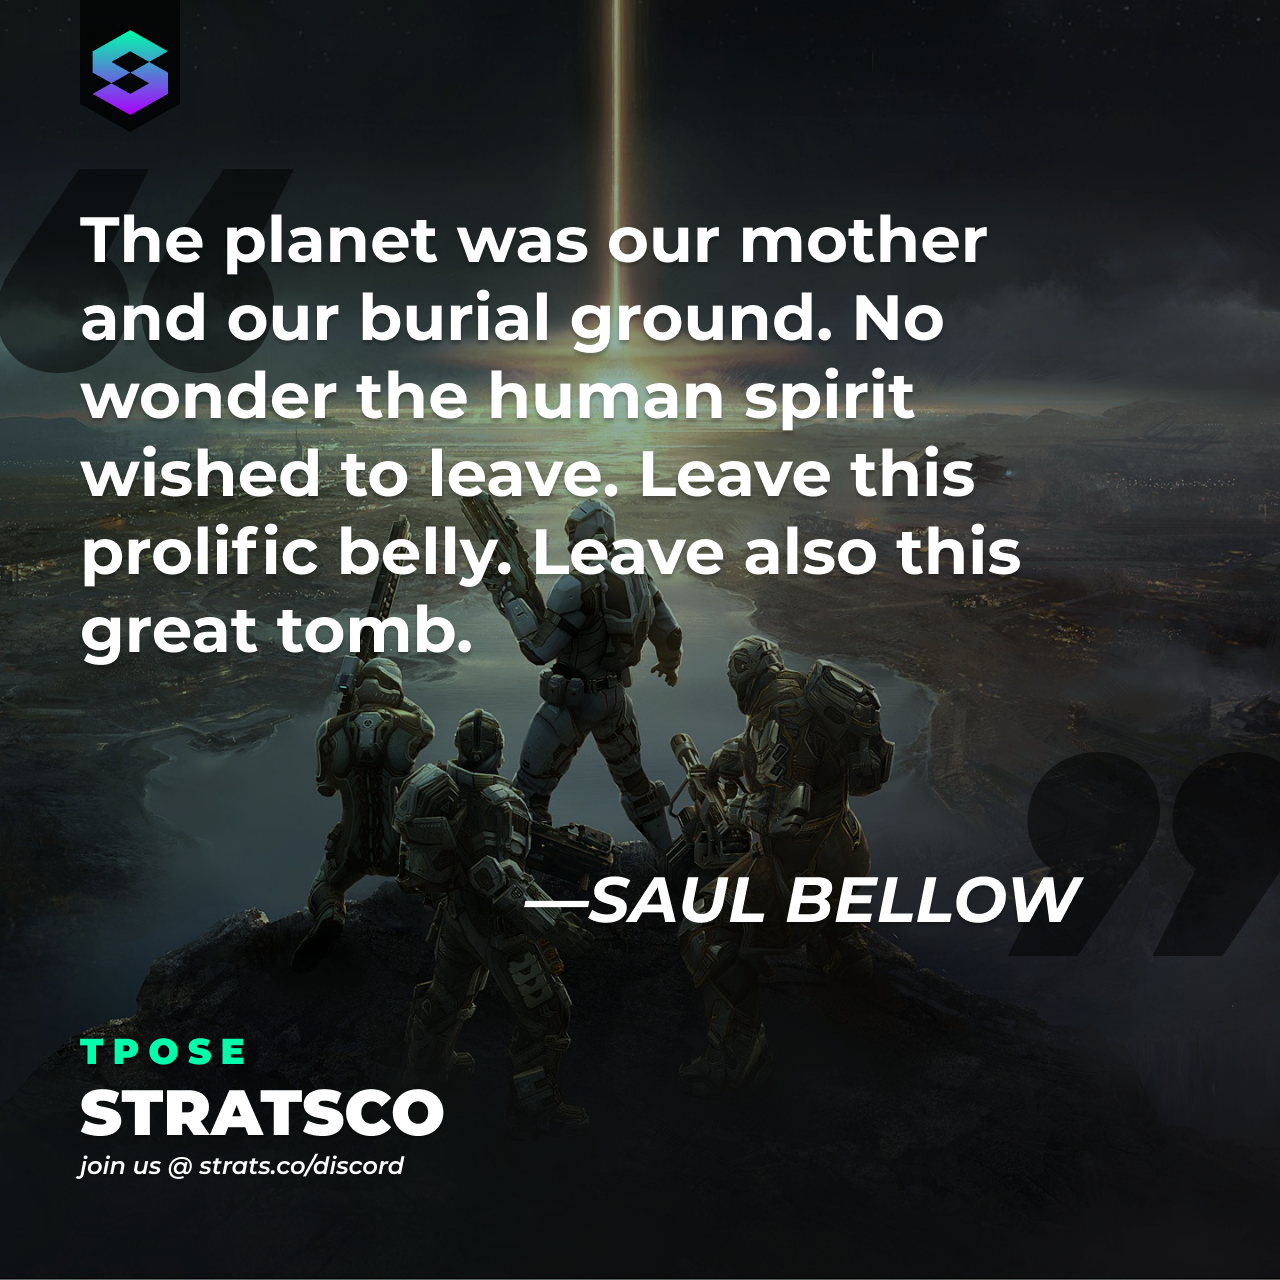 The planet was our mother
and our burial ground. No
wonder the human spirit
wished to leave. Leave this
prolific belly. Leave also this
great tomb.
—SAUL BELLOW
TPOSE
STRATSCO
join us @ strats.co/discord